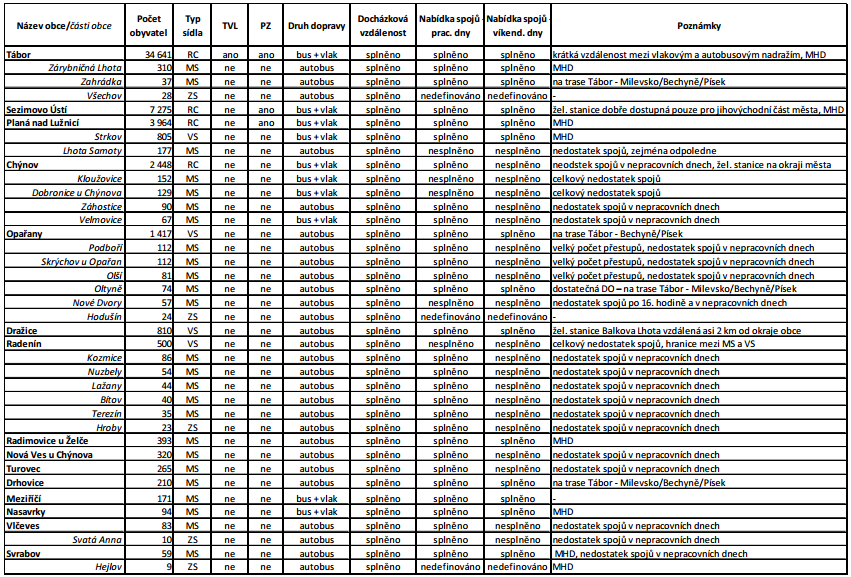 Název obce/části obce | Počet obyvatel | Typ sídla | TVL | PZ | Druh dopravy | Docházková vzdálenost | Nabídka spojů - prac. dny | Nabídka spojů - víkend. dny | Poznámky
Tábor | 34 641 | RC | ano | ano | bus + vlak | splněno | splněno | splněno | krátká vzdálenost mezi vlakovým a autobusovým nadražím, MHD
Zárybničná Lhota | 310 | MS | ne | ne | bus + vlak | splněno | splněno | splněno | MHD
Zahrádka | 37 | MS | ne | ne | autobus | splněno | splněno | splněno | na trase Tábor - Milevsko/Bechyně/Písek
Všechov | 28 | ZS | ne | ne | autobus | splněno | nedefinováno | nedefinováno | -
Sezimovo Ústí | 7 275 | RC | ne | ano | bus + vlak | splněno | splněno | splněno | žel. stanice dobře dostupná pouze pro jihovýchodní část města, MHD
Planá nad Lužnicí | 3 964 | RC | ne | ano | bus + vlak | splněno | splněno | splněno | MHD
Strkov | 805 | VS | ne | ne | bus + vlak | splněno | splněno | splněno | MHD
Lhota Samoty | 177 | MS | ne | ne | autobus | splněno | nesplněno | nesplněno | nedostatek spojů, zejména odpoledne
Chýnov | 2 448 | RC | ne | ne | bus + vlak | splněno | splněno | nesplněno | neodstek spojů v nepracovních dnech, žel. stanice na okraji města
Kloužovice | 152 | MS | ne | ne | bus + vlak | splněno | nesplněno | nesplněno | celkový nedostatek spojů
Dobronice u Chýnova | 129 | MS | ne | ne | bus + vlak | splněno | nesplněno | nesplněno | celkový nedostatek spojů
Záhostice | 90 | MS | ne | ne | autobus | splněno | splněno | nesplněno | nedostatek spojů v nepracovních dnech
Velmovice | 67 | MS | ne | ne | bus + vlak | splněno | splněno | nesplněno | nedostatek spojů v nepracovních dnech
Opařany | 1 417 | VS | ne | ne | autobus | splněno | splněno | splněno | na trase Tábor - Bechyně/Písek
Podboří | 112 | MS | ne | ne | autobus | splněno | splněno | nesplněno | velký počet přestupů, nedostatek spojů v nepracovních dnech
Skrýchov u Opařan | 112 | MS | ne | ne | autobus | splněno | splněno | nesplněno | velký počet přestupů, nedostatek spojů v nepracovních dnech
Olší | 81 | MS | ne | ne | autobus | splněno | splněno | nesplněno | velký počet přestupů, nedostatek spojů v nepracovních dnech
Oltyně | 74 | MS | ne | ne | autobus | splněno | splněno | splněno | dostatečná DO – na trase Tábor - Milevsko/Bechyně/Písek
Nové Dvory | 57 | MS | ne | ne | autobus | splněno | nesplněno | nesplněno | nedostatek spojů po 16. hodině a v nepracovních dnech
Hodušín | 24 | ZS | ne | ne | autobus | splněno | nedefinováno | nedefinováno | -
Dražice | 810 | VS | ne | ne | autobus | splněno | splněno | splněno | žel. stanice Balkova Lhota vzdálená asi 2 km od okraje obce
Radenín | 500 | VS | ne | ne | autobus | splněno | nesplněno | nesplněno | celkový nedostatek spojů, hranice mezi MS a VS
Kozmice | 86 | MS | ne | ne | autobus | splněno | splněno | nesplněno | nedostatek spojů v nepracovních dnech
Nuzbely | 54 | MS | ne | ne | autobus | splněno | splněno | nesplněno | nedostatek spojů v nepracovních dnech
Lažany | 44 | MS | ne | ne | autobus | splněno | splněno | nesplněno | nedostatek spojů v nepracovních dnech
Bítov | 40 | MS | ne | ne | autobus | splněno | splněno | nesplněno | nedostatek spojů v nepracovních dnech
Terezín | 35 | MS | ne | ne | autobus | splněno | splněno | nesplněno | nedostatek spojů v nepracovních dnech
Hroby | 23 | ZS | ne | ne | autobus | splněno | splněno | nesplněno | nedostatek spojů v nepracovních dnech
Radimovice u Želče | 393 | MS | ne | ne | autobus | splněno | splněno | splněno | MHD
Nová Ves u Chýnova | 320 | MS | ne | ne | autobus | splněno | splněno | nesplněno | nedostatek spojů v nepracovních dnech
Turovec | 265 | MS | ne | ne | autobus | splněno | splněno | nesplněno | nedostatek spojů v nepracovních dnech
Drhovice | 210 | MS | ne | ne | autobus | splněno | splněno | splněno | na trase Tábor - Milevsko/Bechyně/Písek
Meziříčí | 171 | MS | ne | ne | bus + vlak | splněno | splněno | splněno | -
Nasavrky | 94 | MS | ne | ne | bus + vlak | splněno | splněno | splněno | MHD
Vlčeves | 83 | MS | ne | ne | autobus | splněno | splněno | nesplněno | nedostatek spojů v nepracovních dnech
Svatá Anna | 10 | ZS | ne | ne | autobus | splněno | splněno | nesplněno | nedostatek spojů v nepracovních dnech
Svrabov | 59 | MS | ne | ne | autobus | splněno | splněno | splněno | MHD, nedostatek spojů v nepracovních dnech
Hejlov | 9 | ZS | ne | ne | autobus | splněno | nedefinováno | nedefinováno | MHD